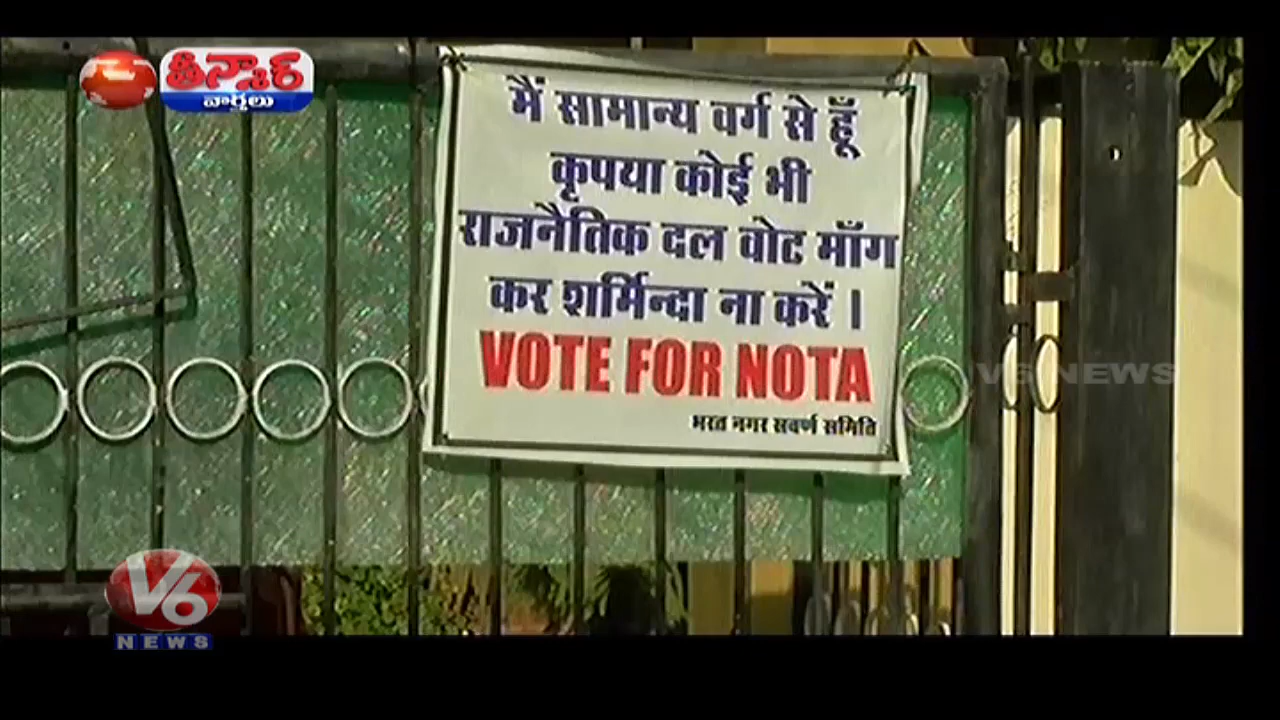 తీన్మార్
వార్తలు
मैं सामान्य वर्ग से हूँ
कृपया कोई भी
राजनैतिक दल वोट माँग
कर शर्मिन्दा ना करें ।
VOTE FOR NOTA
भरत नगर सवर्ण समिति
V6 NEWS
V6
NEWS